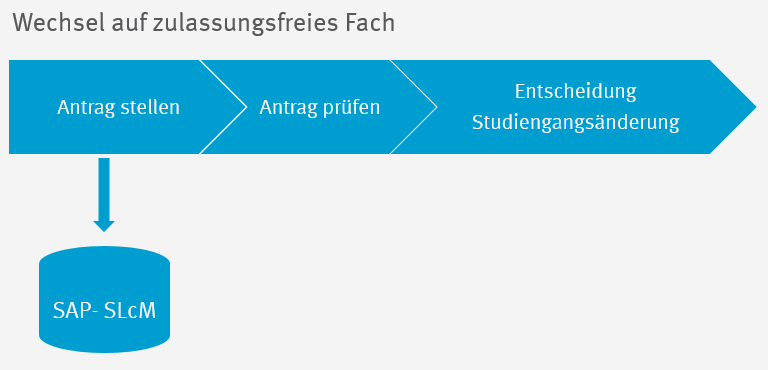 Wechsel auf zulassungsfreies Fach
Antrag stellen
Antrag prüfen
Entscheidung
Studiengangsänderung
SAP- SLcM